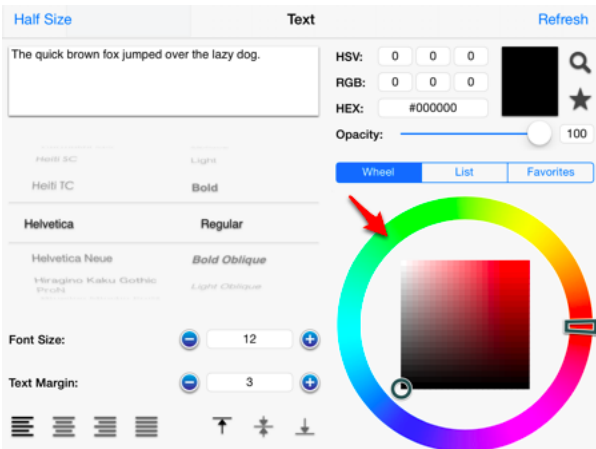 Half Size
Text
Refresh
The quick brown fox jumped over the lazy dog.
HSV: 0 0 0
RGB: 0 0 0
HEX: #000000
Opacity: 100
Wheel
List
Favorites
Heiti SC
Light
Heiti TC
Bold
Helvetica
Regular
Helvetica Neue
Bold Oblique
Hiragino Kaku Gothic
ProN
Light Oblique
Font Size: 12
Text Margin: 3